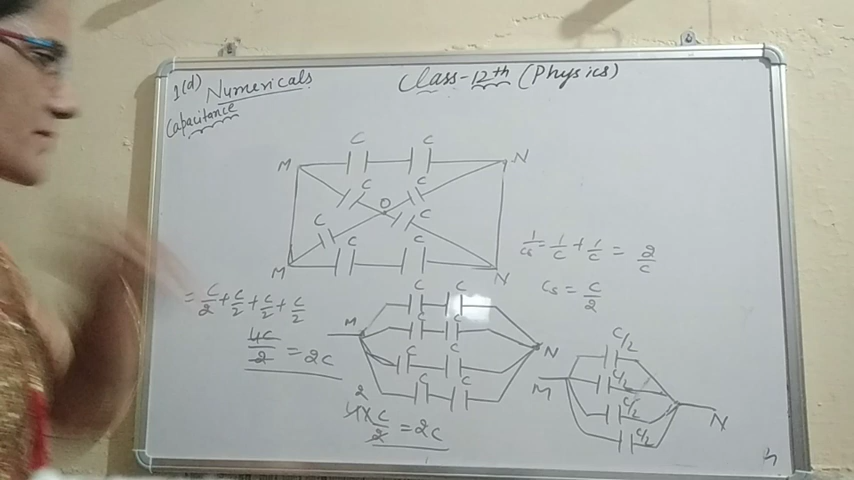 1(d) Numericals Class-12th (Physics)
Capacitance
C C
M N
C C
O
C C
C C
M N
1/Cs = 1/C + 1/C = 2/C
Cs = C/2
= C/2 + C/2 + C/2 + C/2
4C/2 = 2C
C C
M
C C
N
C C
C C
4 × C/2 = 2C
2
C/2
C/2
M
C/2
N
C/2